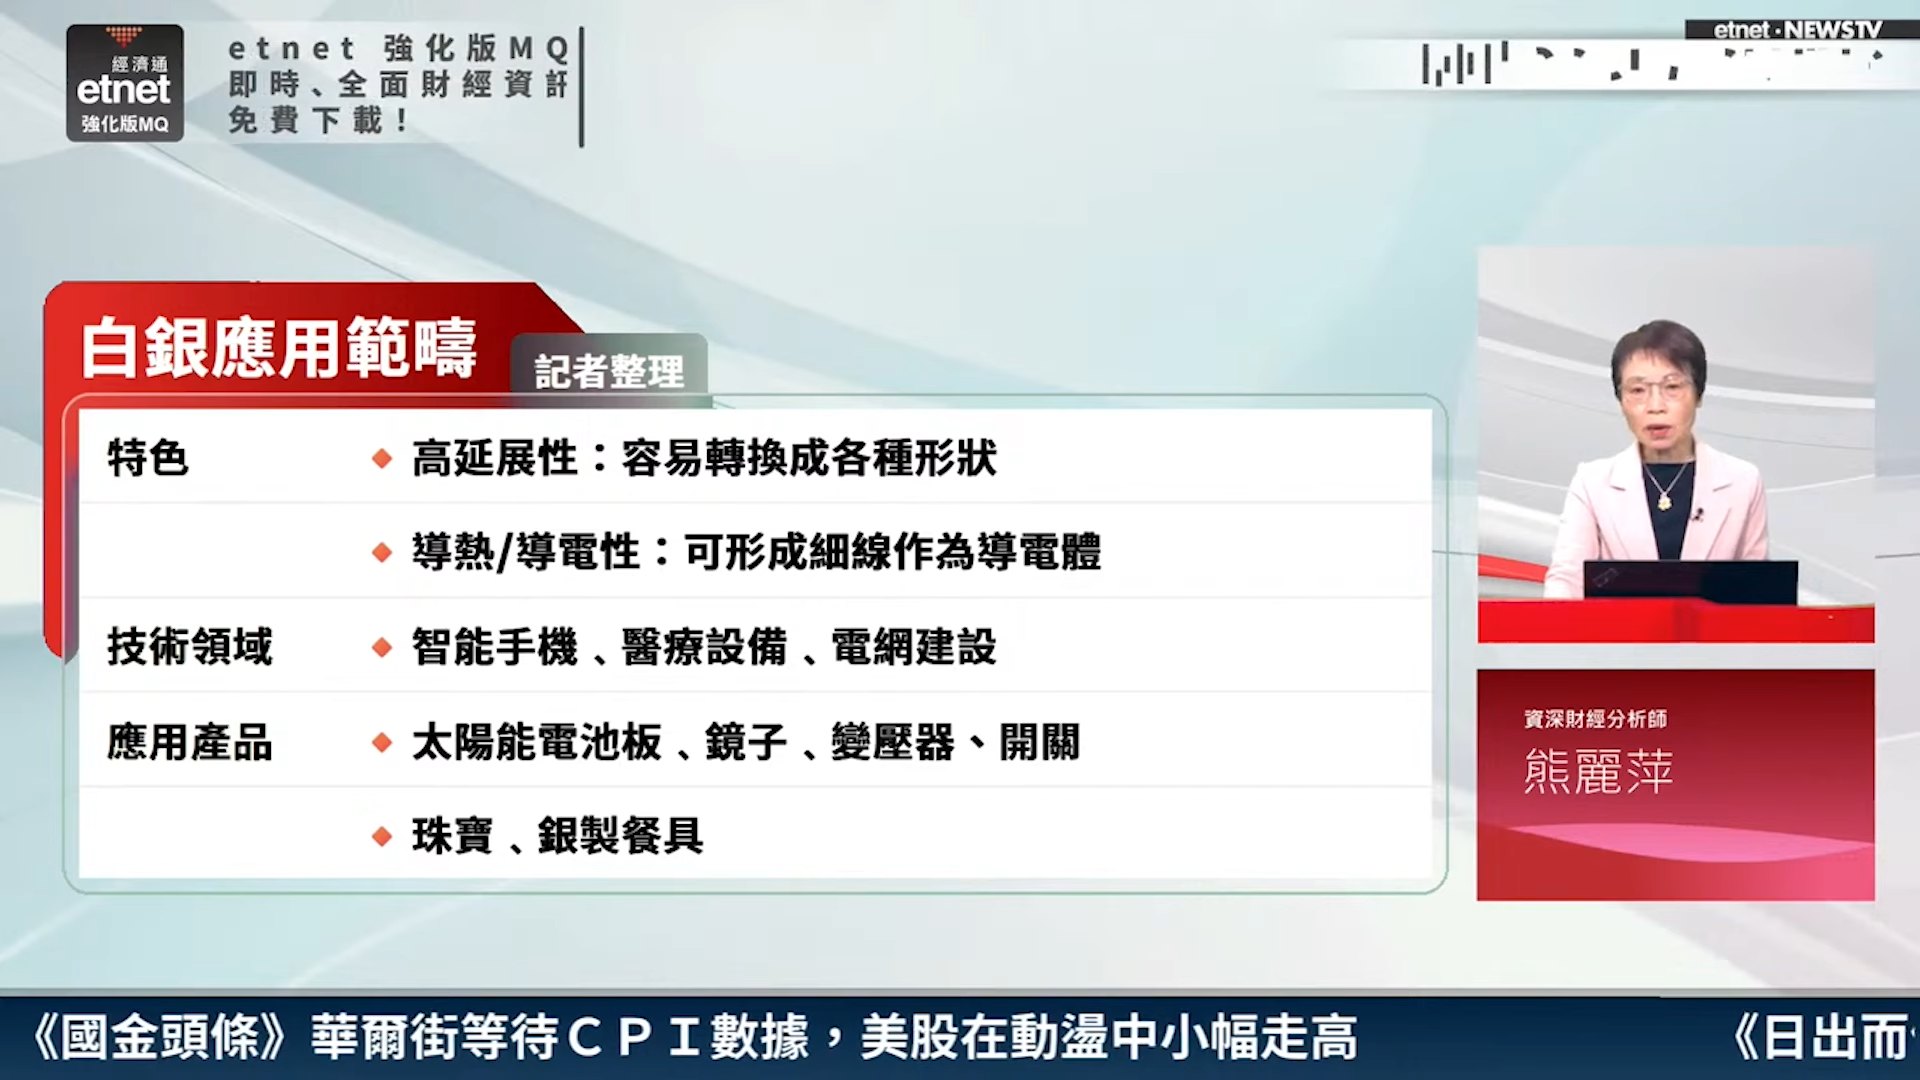 經濟通
etnet
強化版MQ
etnet 強化版MQ
即時、全面財經資訊
免費下載！
etnet·NEWSTV
白銀應用範疇
記者整理
特色
高延展性：容易轉換成各種形狀
導熱/導電性：可形成細線作為導電體
技術領域
智能手機、醫療設備、電網建設
應用產品
太陽能電池板、鏡子、變壓器、開關
珠寶、銀製餐具
資深財經分析師
熊麗萍
《國金頭條》華爾街等待ＣＰＩ數據，美股在動盪中小幅走高
《日出而